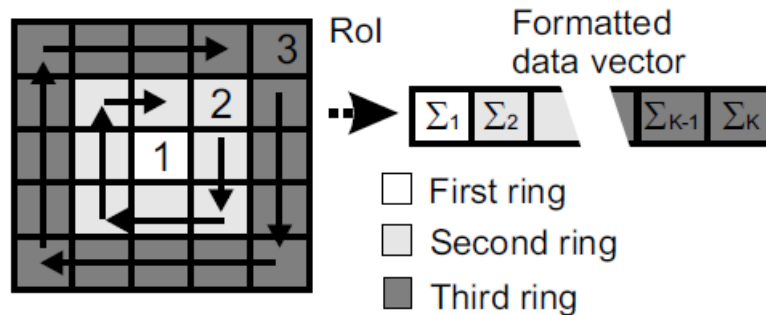 RoI
Formatted
data vector
3
2
1
Σ1 Σ2 ΣK-1 ΣK
First ring
Second ring
Third ring